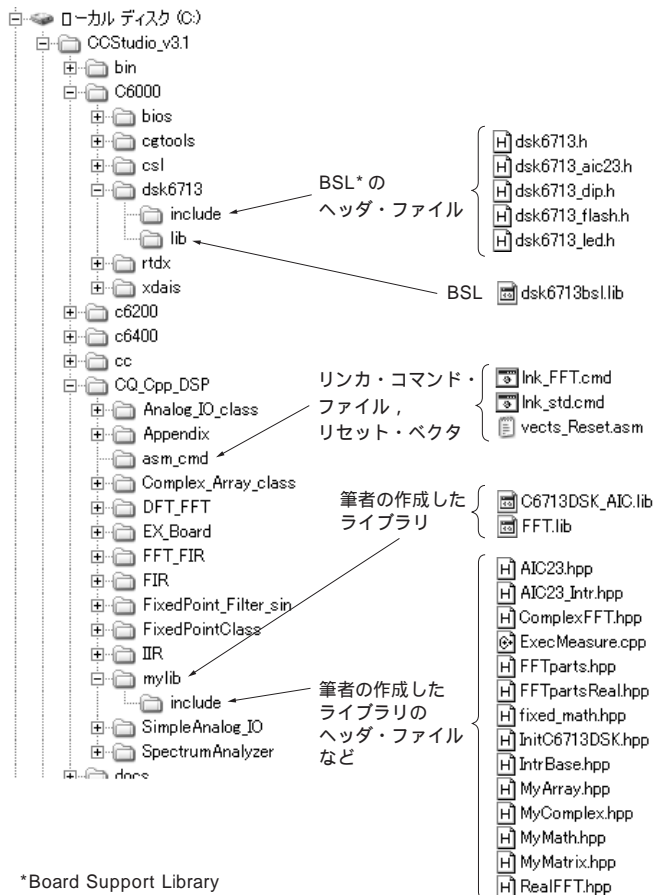 ローカル ディスク (C:)
CCStudio_v3.1
bin
C6000
bios
cgtools
csl
dsk6713
include
lib
rtdx
xdais
c6200
c6400
cc
CQ_Cpp_DSP
Analog_IO_class
Appendix
asm_cmd
Complex_Array_class
DFT_FFT
EX_Board
FFT_FIR
FIR
FixedPoint_Filter_sin
FixedPointClass
IIR
mylib
include
SimpleAnalog_IO
SpectrumAnalyzer
docs
BSL*の
ヘッダ・ファイル
dsk6713.h
dsk6713_aic23.h
dsk6713_dip.h
dsk6713_flash.h
dsk6713_led.h
BSL
dsk6713bsl.lib
リンカ・コマンド・
ファイル,
リセット・ベクタ
lnk_FFT.cmd
lnk_std.cmd
vects_Reset.asm
筆者の作成した
ライブラリ
C6713DSK_AIC.lib
FFT.lib
筆者の作成した
ライブラリの
ヘッダ・ファイル
など
AIC23.hpp
AIC23_Intr.hpp
ComplexFFT.hpp
ExecMeasure.cpp
FFTparts.hpp
FFTpartsReal.hpp
fixed_math.hpp
InitC6713DSK.hpp
IntrBase.hpp
MyArray.hpp
MyComplex.hpp
MyMath.hpp
MyMatrix.hpp
RealFFT.hpp
*Board Support Library